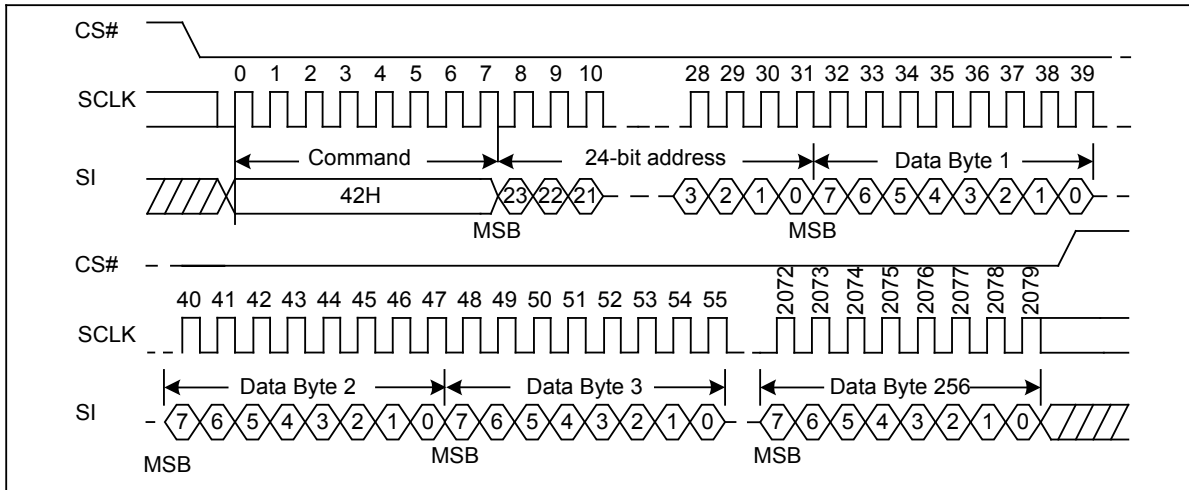 CS#
0 1 2 3 4 5 6 7 8 9 10 28 29 30 31 32 33 34 35 36 37 38 39
SCLK
Command 24-bit address Data Byte 1
SI
42H 23 22 21 3 2 1 0 7 6 5 4 3 2 1 0
MSB MSB
CS#
40 41 42 43 44 45 46 47 48 49 50 51 52 53 54 55 2072 2073 2074 2075 2076 2077 2078 2079
SCLK
Data Byte 2 Data Byte 3 Data Byte 256
SI
7 6 5 4 3 2 1 0 7 6 5 4 3 2 1 0 7 6 5 4 3 2 1 0
MSB MSB MSB